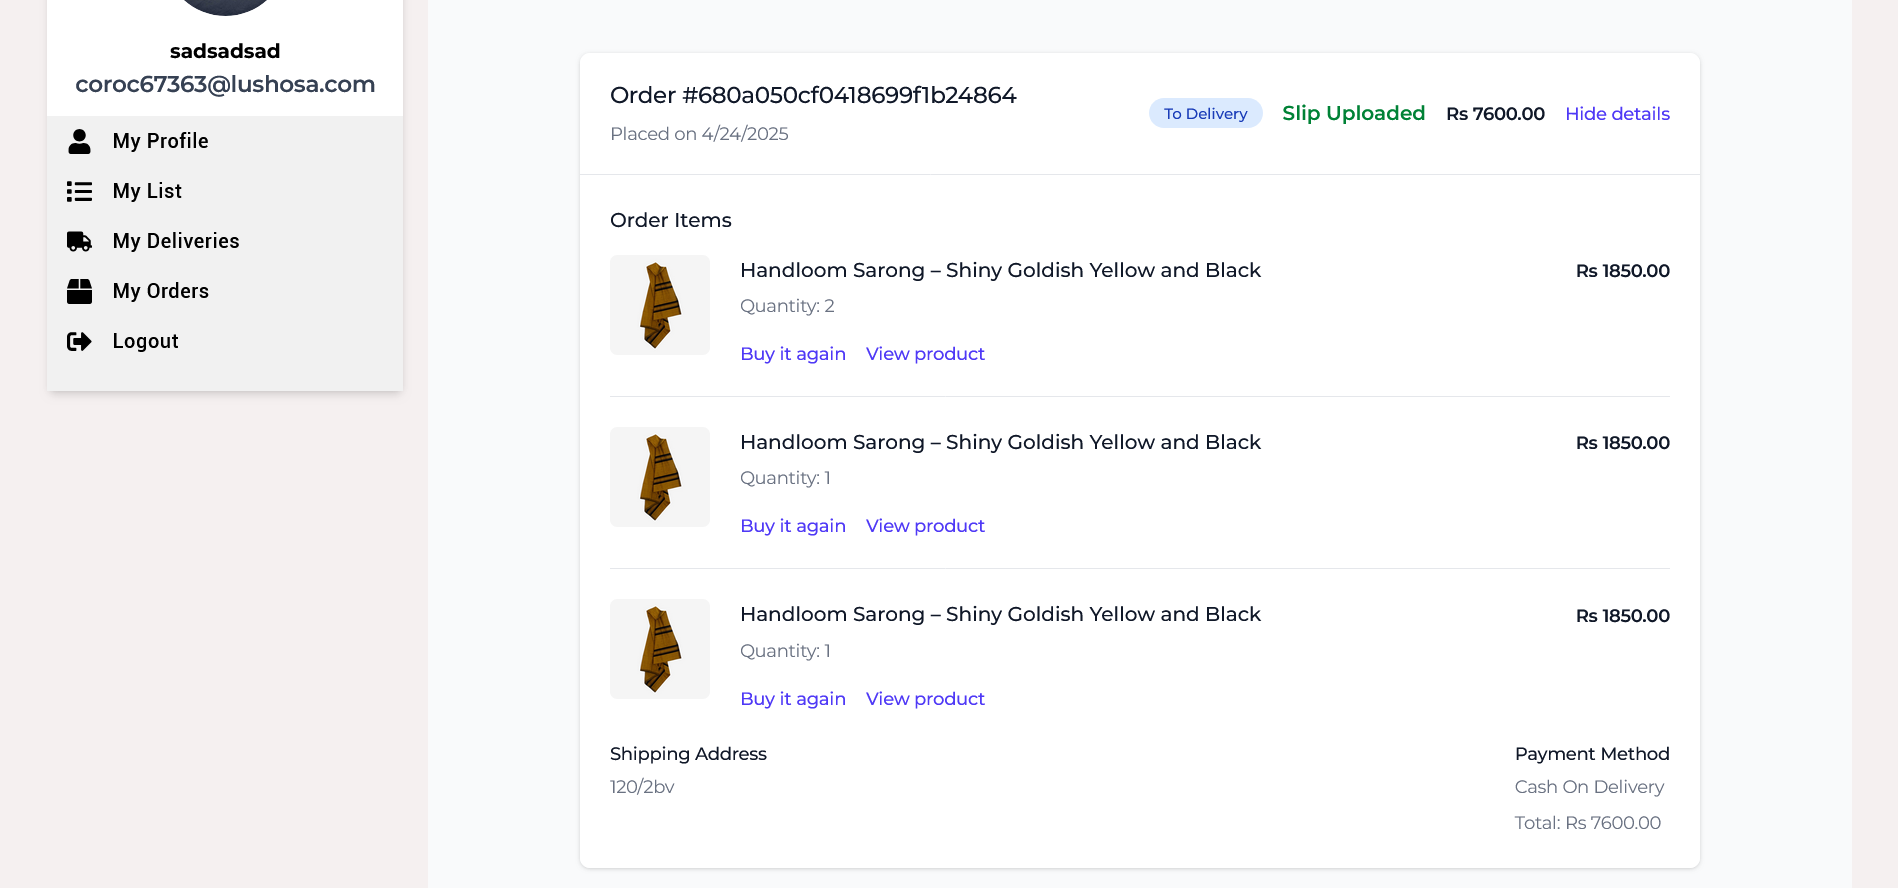 sadsadsad
coroc67363@lushosa.com
My Profile
My List
My Deliveries
My Orders
Logout
Order #680a050cf0418699f1b24864
Placed on 4/24/2025
To Delivery
Slip Uploaded
Rs 7600.00
Hide details
Order Items
Handloom Sarong – Shiny Goldish Yellow and Black
Rs 1850.00
Quantity: 2
Buy it again
View product
Handloom Sarong – Shiny Goldish Yellow and Black
Rs 1850.00
Quantity: 1
Buy it again
View product
Handloom Sarong – Shiny Goldish Yellow and Black
Rs 1850.00
Quantity: 1
Buy it again
View product
Shipping Address
120/2bv
Payment Method
Cash On Delivery
Total: Rs 7600.00